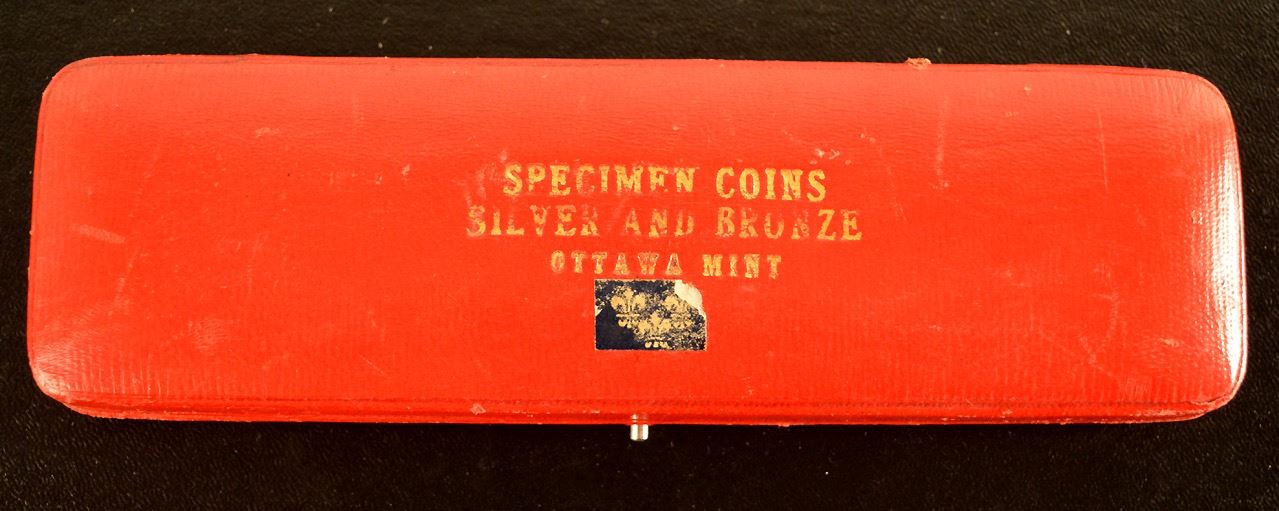 SPECIMEN COINS
SILVER AND BRONZE
OTTAWA MINT